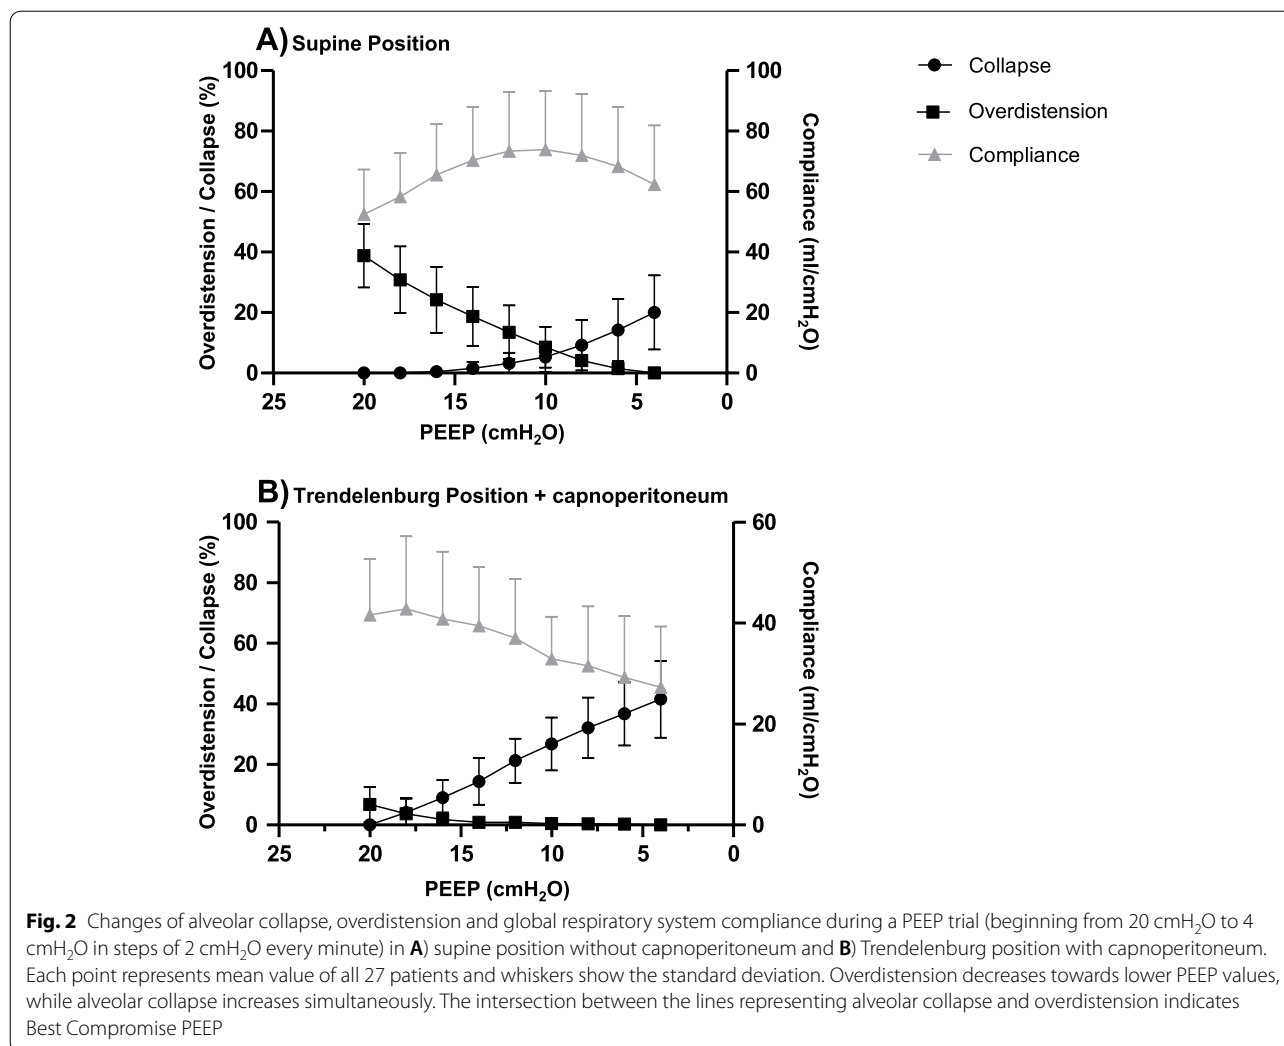 A) Supine Position
Collapse
Overdistension
Compliance
Overdistension / Collapse (%)
100
80
60
40
20
0
100
80
60
40
20
0
Compliance (ml/cmH2O)
25 20 15 10 5 0
PEEP (cmH2O)
B) Trendelenburg Position + capnoperitoneum
Overdistension / Collapse (%)
100
80
60
40
20
0
60
40
20
0
Compliance (ml/cmH2O)
25 20 15 10 5 0
PEEP (cmH2O)
Fig. 2 Changes of alveolar collapse, overdistension and global respiratory system compliance during a PEEP trial (beginning from 20 cmH2O to 4
cmH2O in steps of 2 cmH2O every minute) in A) supine position without capnoperitoneum and B) Trendelenburg position with capnoperitoneum.
Each point represents mean value of all 27 patients and whiskers show the standard deviation. Overdistension decreases towards lower PEEP values,
while alveolar collapse increases simultaneously. The intersection between the lines representing alveolar collapse and overdistension indicates
Best Compromise PEEP